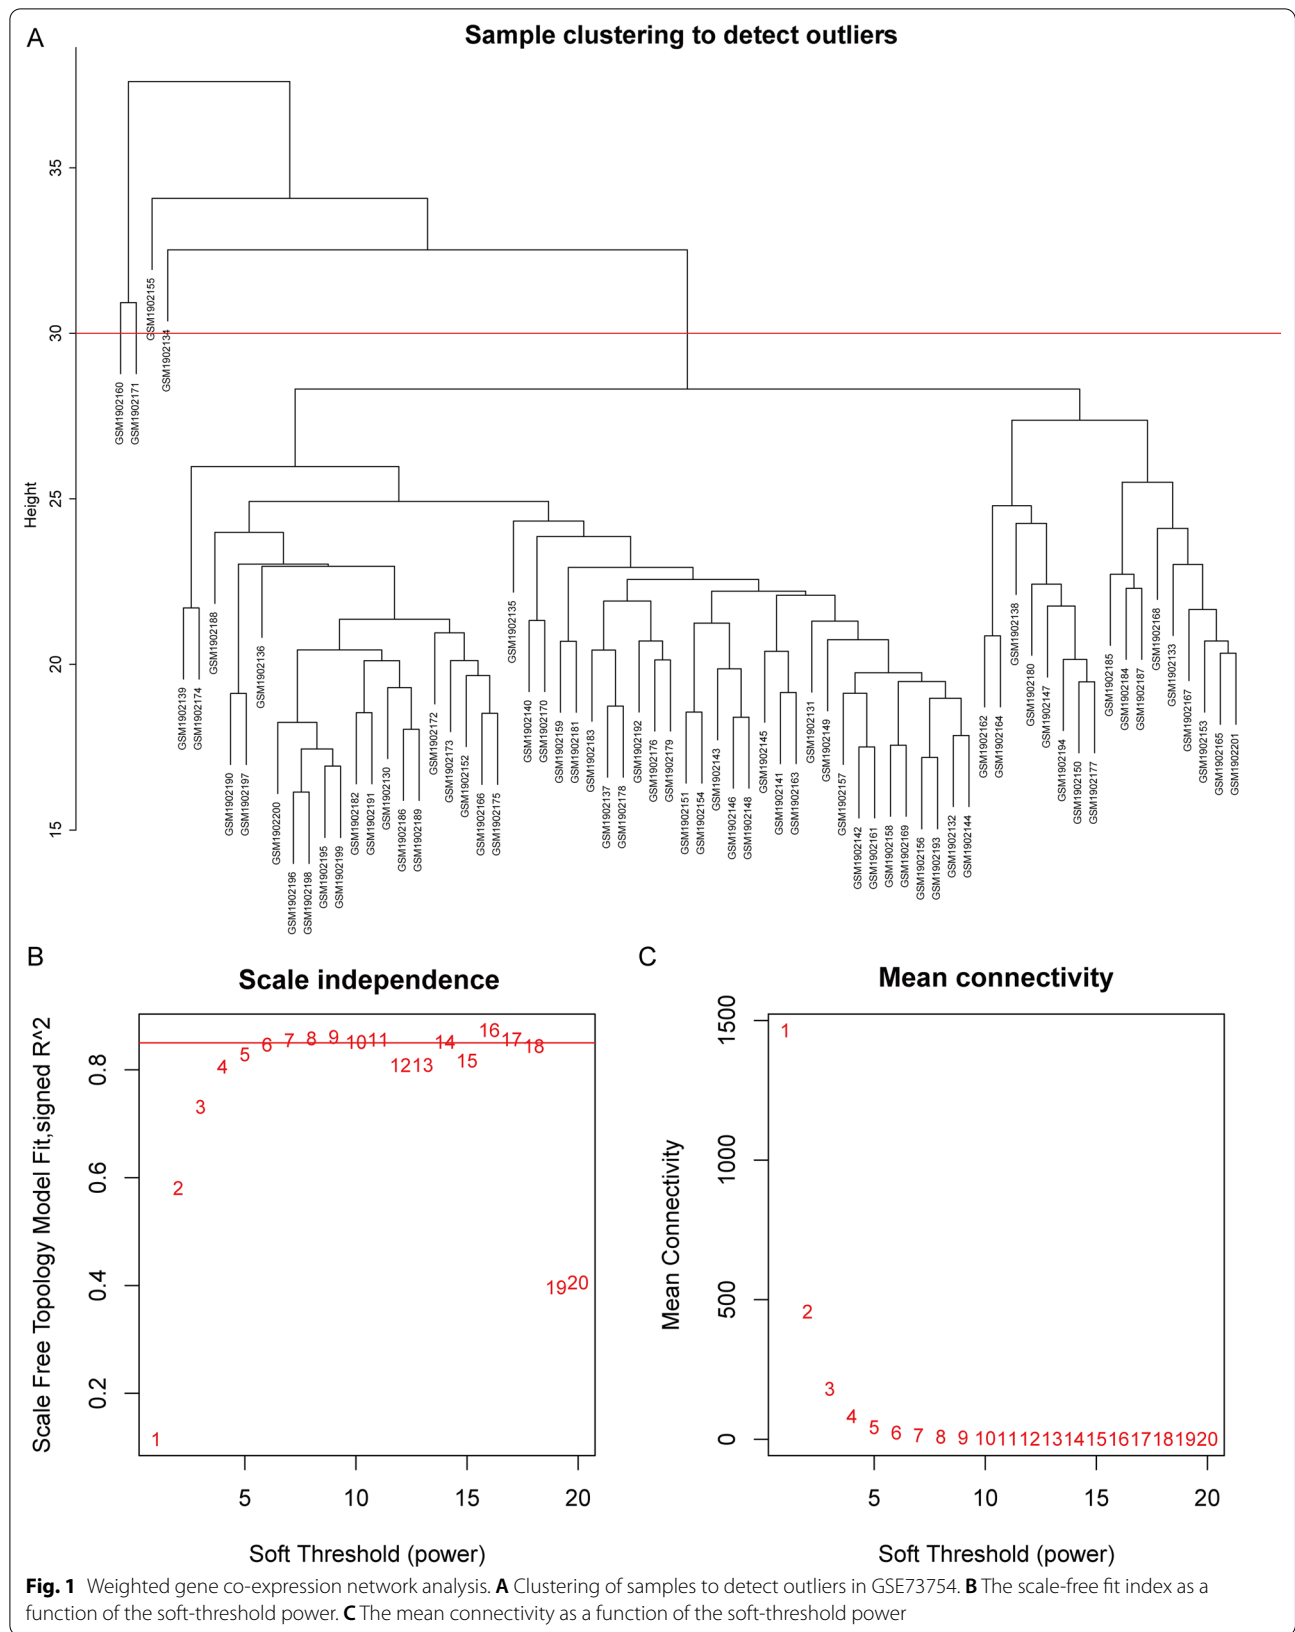 A
Sample clustering to detect outliers
Height
35
30
25
20
15
GSM1902160
GSM1902171
GSM1902155
GSM1902134
GSM1902139
GSM1902174
GSM1902188
GSM1902190
GSM1902197
GSM1902136
GSM1902200
GSM1902196
GSM1902198
GSM1902195
GSM1902199
GSM1902182
GSM1902191
GSM1902130
GSM1902186
GSM1902189
GSM1902172
GSM1902173
GSM1902152
GSM1902166
GSM1902175
GSM1902135
GSM1902140
GSM1902170
GSM1902159
GSM1902181
GSM1902183
GSM1902137
GSM1902178
GSM1902192
GSM1902176
GSM1902179
GSM1902151
GSM1902154
GSM1902143
GSM1902146
GSM1902148
GSM1902145
GSM1902141
GSM1902163
GSM1902131
GSM1902149
GSM1902157
GSM1902142
GSM1902161
GSM1902158
GSM1902169
GSM1902156
GSM1902193
GSM1902132
GSM1902144
GSM1902162
GSM1902164
GSM1902138
GSM1902180
GSM1902147
GSM1902194
GSM1902150
GSM1902177
GSM1902185
GSM1902184
GSM1902187
GSM1902168
GSM1902133
GSM1902167
GSM1902153
GSM1902165
GSM1902201
B
Scale independence
Scale Free Topology Model Fit,signed R^2
0.8
0.6
0.4
0.2
1 2 3 4 5 6 7 8 9 10 11 12 13 14 15 16 17 18 19 20
5 10 15 20
Soft Threshold (power)
C
Mean connectivity
Mean Connectivity
1500
1000
500
0
1 2 3 4 5 6 7 8 9 10 11 12 13 14 15 16 17 18 19 20
5 10 15 20
Soft Threshold (power)
Fig. 1 Weighted gene co-expression network analysis. A Clustering of samples to detect outliers in GSE73754. B The scale-free fit index as a
function of the soft-threshold power. C The mean connectivity as a function of the soft-threshold power